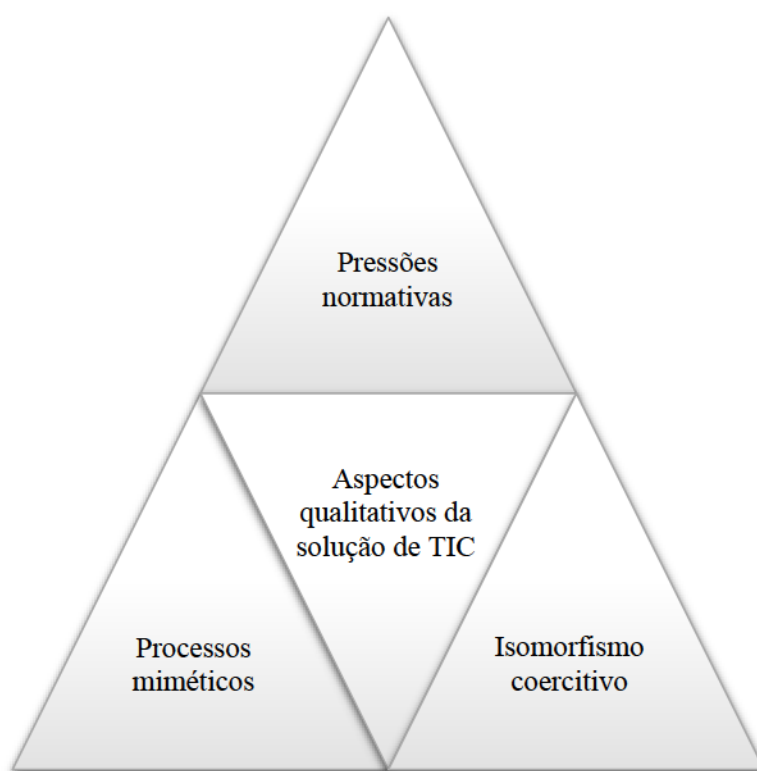 Pressões
normativas
Aspectos
qualitativos da
solução de TIC
Processos
miméticos
Isomorfismo
coercitivo